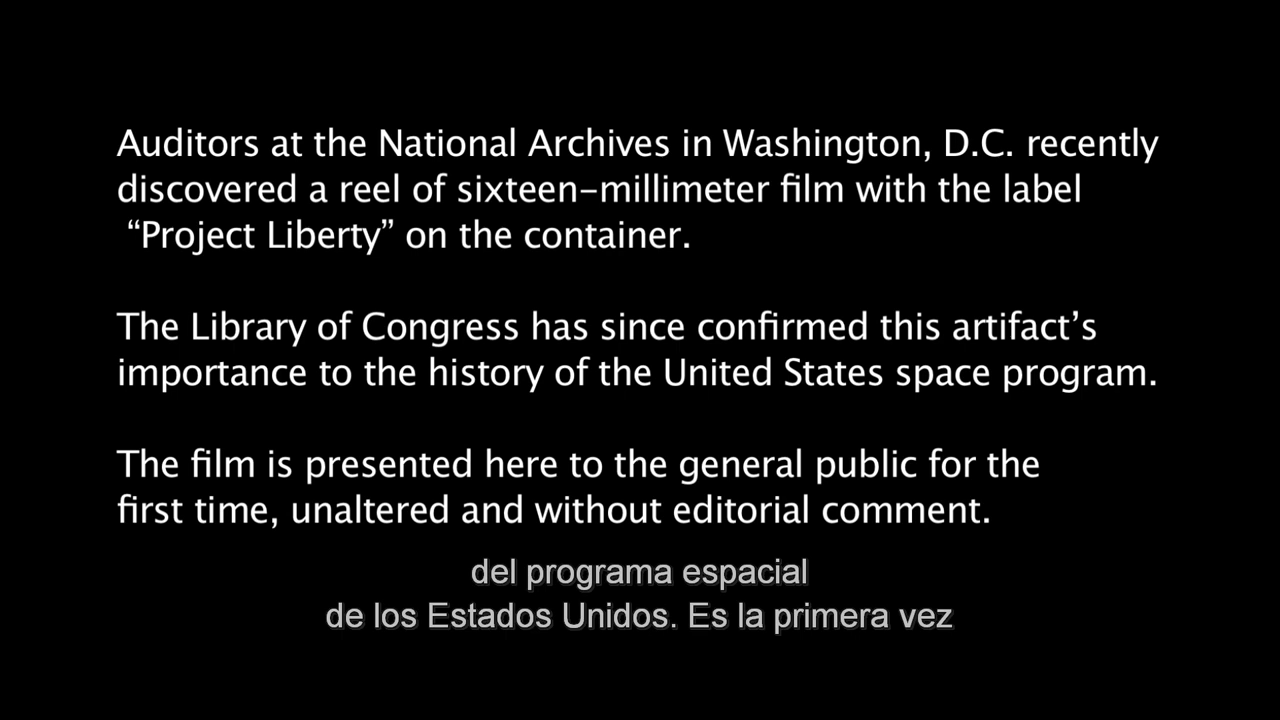 Auditors at the National Archives in Washington, D.C. recently
discovered a reel of sixteen–millimeter film with the label
“Project Liberty” on the container.
The Library of Congress has since confirmed this artifact’s
importance to the history of the United States space program.
The film is presented here to the general public for the
first time, unaltered and without editorial comment.
del programa espacial
de los Estados Unidos. Es la primera vez